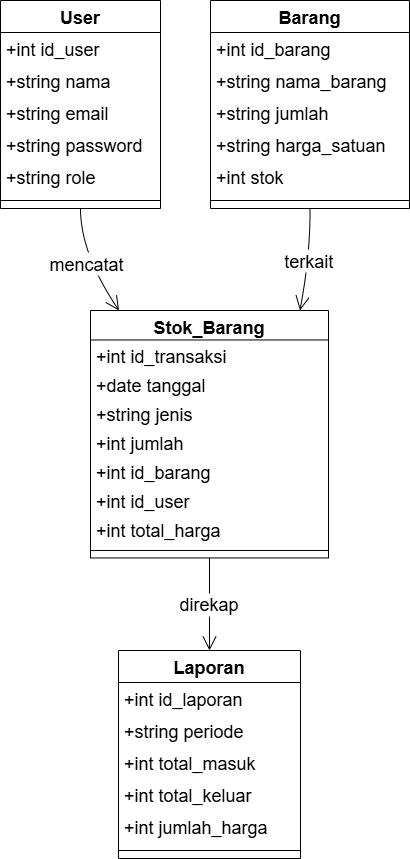 User
+int id_user
+string nama
+string email
+string password
+string role
Barang
+int id_barang
+string nama_barang
+string jumlah
+string harga_satuan
+int stok
mencatat
terkait
Stok_Barang
+int id_transaksi
+date tanggal
+string jenis
+int jumlah
+int id_barang
+int id_user
+int total_harga
direkap
Laporan
+int id_laporan
+string periode
+int total_masuk
+int total_keluar
+int jumlah_harga